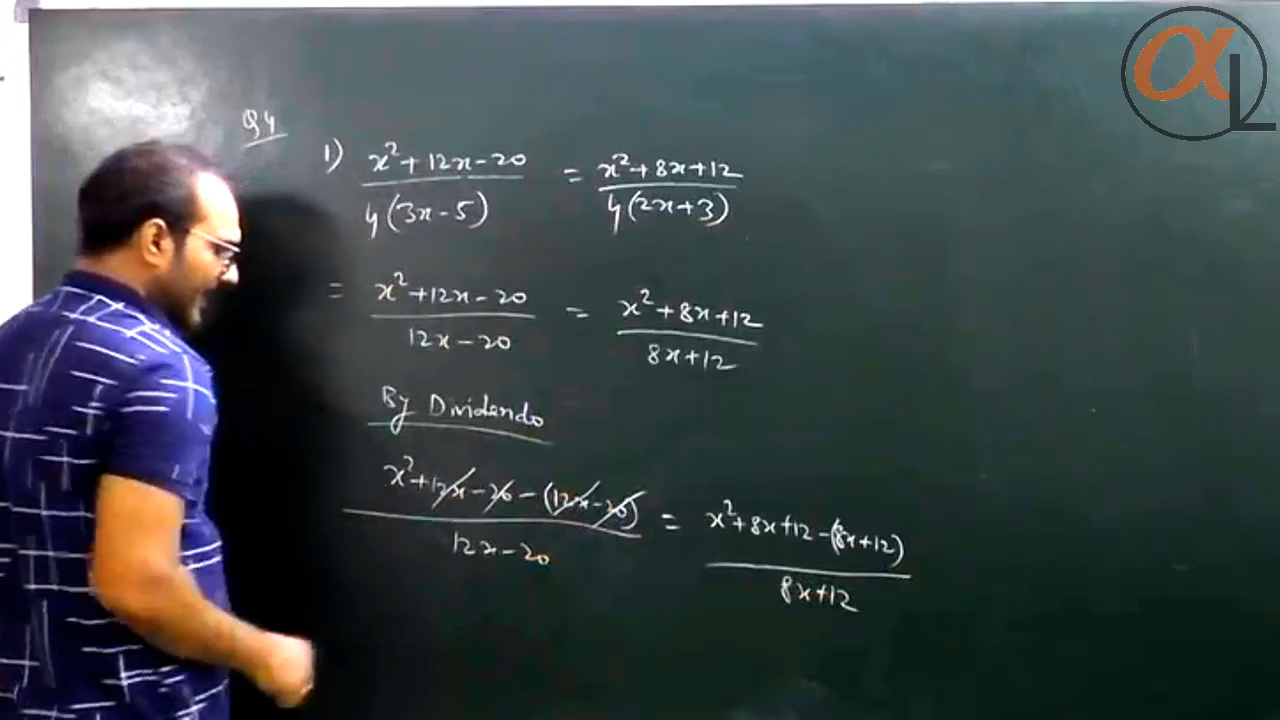 Q4
1) x²+12x-20 / 4(3x-5) = x²+8x+12 / 4(2x+3)
= x²+12x-20 / 12x-20 = x²+8x+12 / 8x+12
By Dividendo
x²+12x-20-(12x-20) / 12x-20 = x²+8x+12-(8x+12) / 8x+12
αL